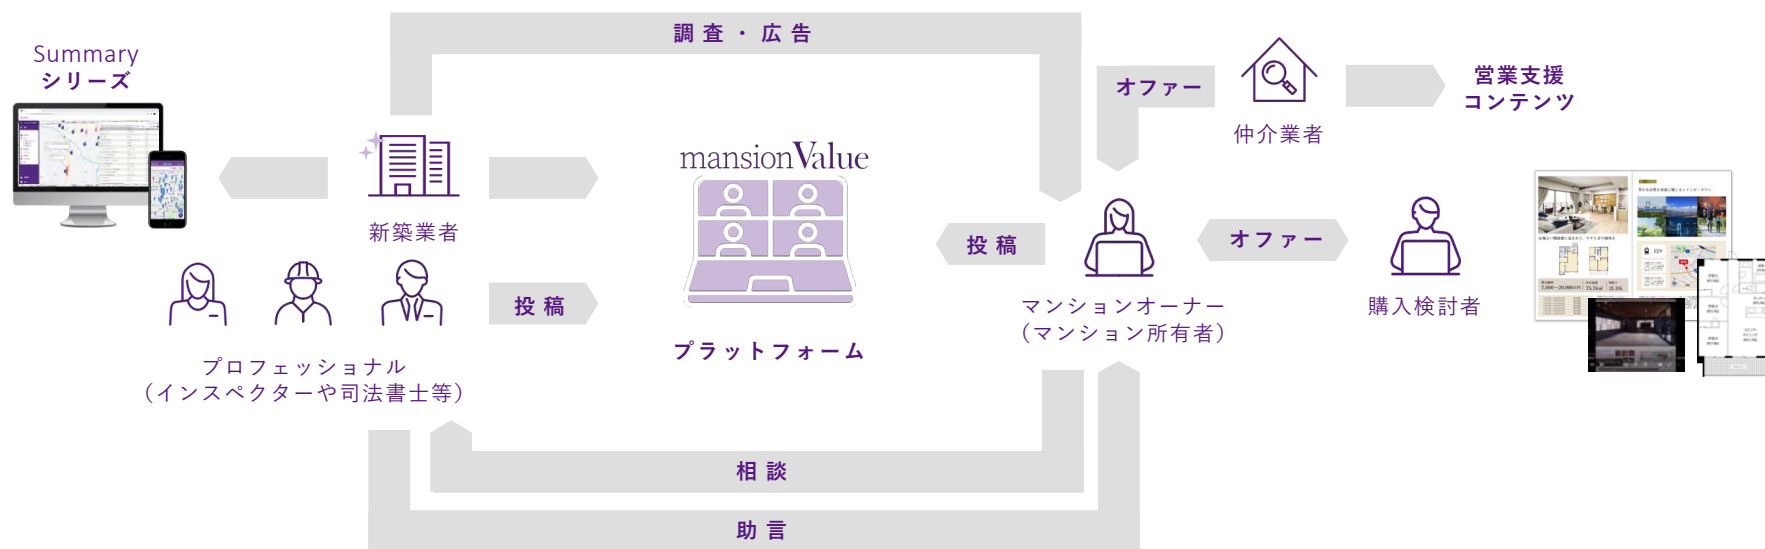 調査・広告
Summary
シリーズ
オファー
営業支援
コンテンツ
仲介業者
mansionValue
新築業者
投稿
オファー
投稿
マンションオーナー
（マンション所有者）
購入検討者
プラットフォーム
プロフェッショナル
（インスペクターや司法書士等）
相談
助言